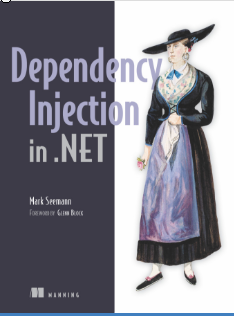 Dependency
Injection
in .NET
Mark Seemann
Foreword by Glenn Block
MANNING